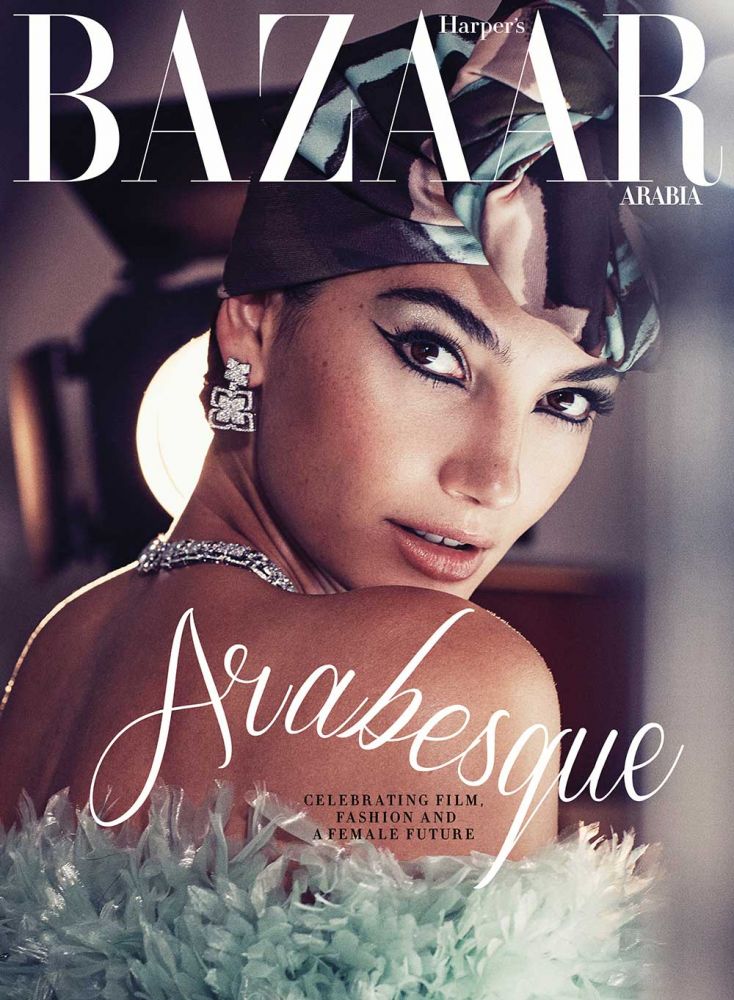 Harper's
BAZAAR
ARABIA
Arabesque
CELEBRATING FILM,
FASHION AND
A FEMALE FUTURE